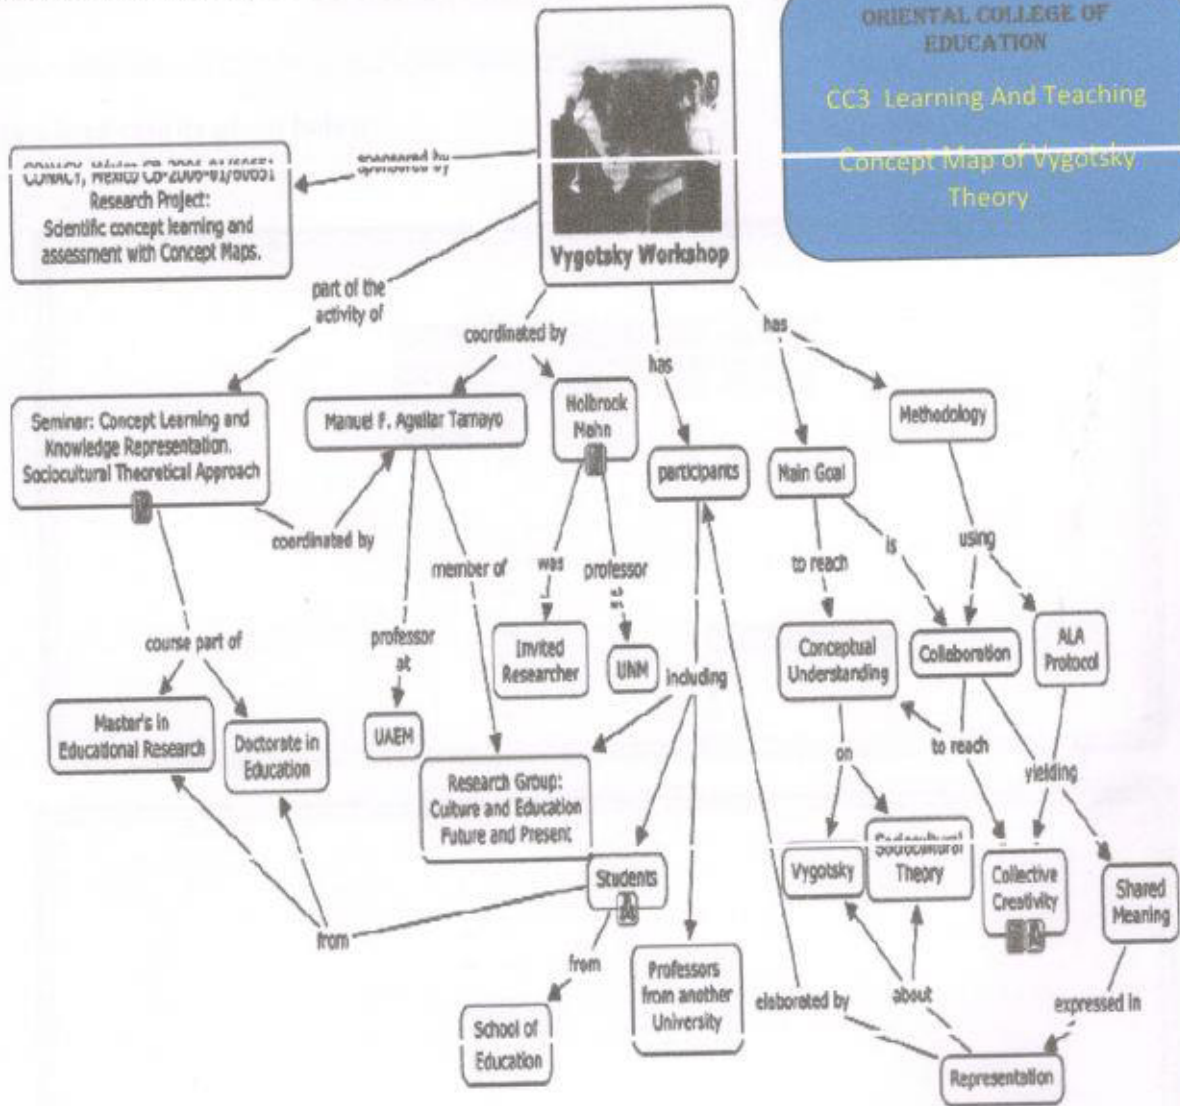 ORIENTAL COLLEGE OF
EDUCATION
CC3 Learning And Teaching
Concept Map of Vygotsky
Theory
Vygotsky Workshop
sponsored by
CONACY, Mexico CB-2006-01/60651
Research Project:
Scientific concept learning and
assessment with Concept Maps.
part of the
activity of
coordinated by
has
has
Seminar: Concept Learning and
Knowledge Representation.
Sociocultural Theoretical Approach
Manuel F. Aguilar Tamayo
Holbrock
Mahn
participants
Main Goal
Methodology
coordinated by
member of
was
professor
at
to reach
is
using
course part of
professor
at
Invited
Researcher
UNM
including
Conceptual
Understanding
Collaboration
ALA
Protocol
Master's in
Educational Research
Doctorate in
Education
UAEM
Research Group:
Culture and Education
Future and Present
on
to reach
yielding
Students
Vygotsky
Sociocultural
Theory
Collective
Creativity
Shared
Meaning
from
from
School of
Education
Professors
from another
University
elaborated by
about
expressed in
Representation